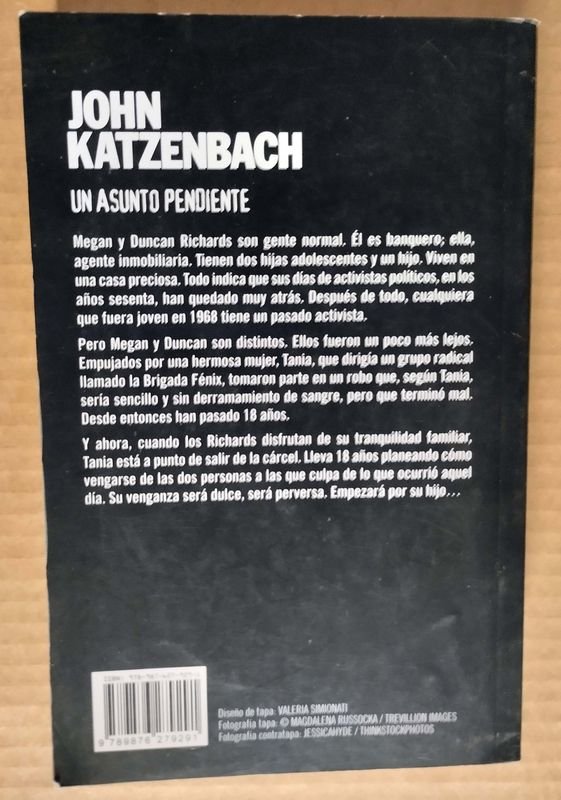 JOHN
KATZENBACH
UN ASUNTO PENDIENTE
Megan y Duncan Richards son gente normal. Él es banquero; ella,
agente inmobiliaria. Tienen dos hijas adolescentes y un hijo. Viven en
una casa preciosa. Todo indica que sus días de activistas políticos, en los
años sesenta, han quedado muy atrás. Después de todo, cualquiera
que fuera joven en 1968 tiene un pasado activista.
Pero Megan y Duncan son distintos. Ellos fueron un poco más lejos.
Empujados por una hermosa mujer, Tania, que dirigía un grupo radical
llamado la Brigada Fénix, tomaron parte en un robo que, según Tania,
sería sencillo y sin derramamiento de sangre, pero que terminó mal.
Desde entonces han pasado 18 años.
Y ahora, cuando los Richards disfrutan de su tranquilidad familiar,
Tania está a punto de salir de la cárcel. Lleva 18 años planeando cómo
vengarse de las dos personas a las que culpa de lo que ocurrió aquel
día. Su venganza será dulce, será perversa. Empezará por su hijo...
ISBN: 978-987-627-929-1
9 789876 279291
Diseño de tapa: VALERIA SIMIONATI
Fotografía tapa: © MAGDALENA RUSSOCKA / TREVILLION IMAGES
Fotografía contratapa: JESSICAHYDE / THINKSTOCKPHOTOS